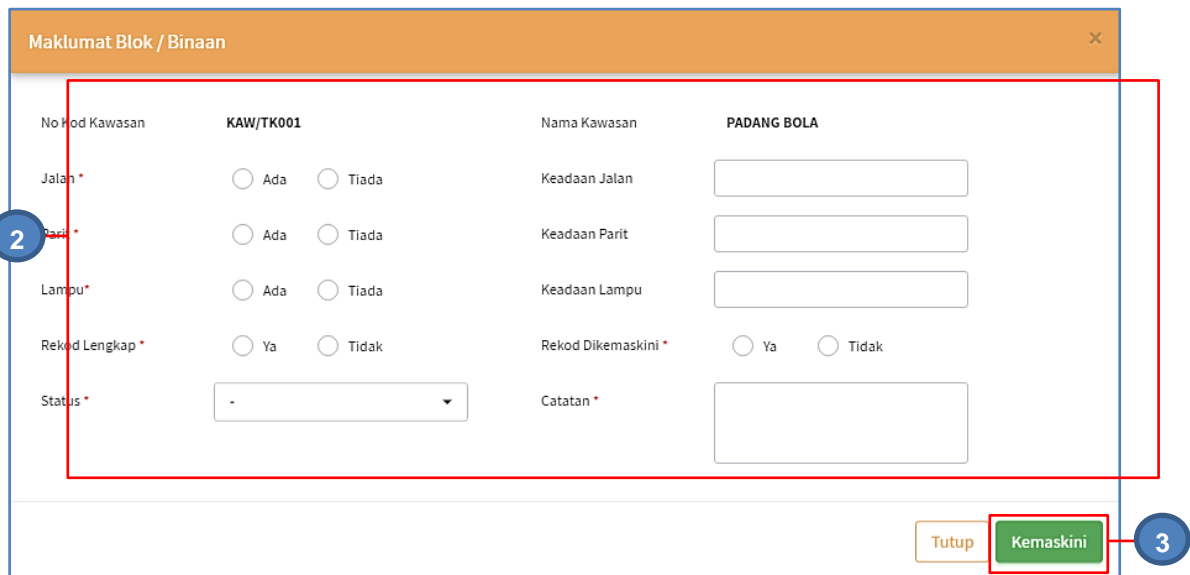 Maklumat Blok / Binaan ×
No Kod Kawasan KAW/TK001 Nama Kawasan PADANG BOLA
Jalan * Ada Tiada Keadaan Jalan
2 Parit * Ada Tiada Keadaan Parit
Lampu* Ada Tiada Keadaan Lampu
Rekod Lengkap * Ya Tidak Rekod Dikemaskini * Ya Tidak
Status * - Catatan *
Tutup Kemaskini 3